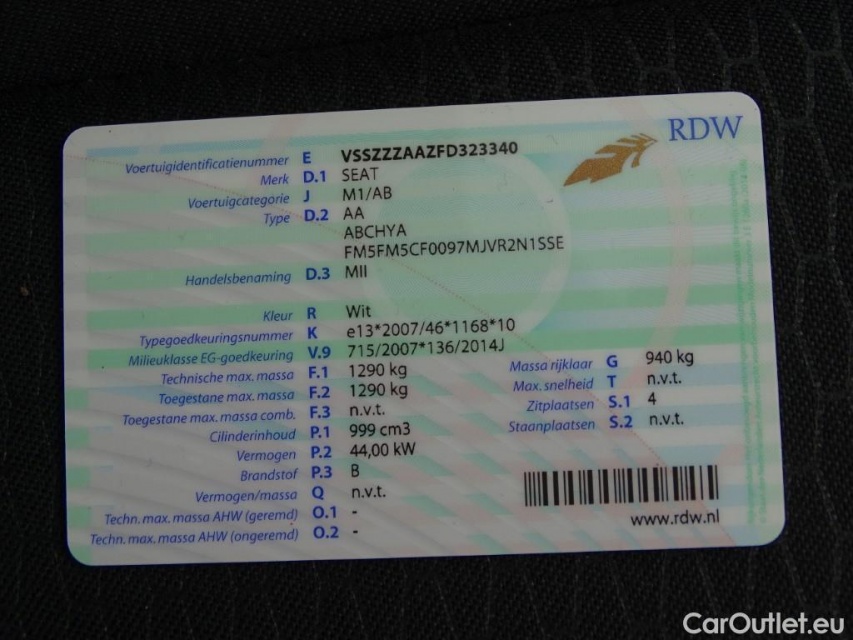 RDW
Voertuigidentificatienummer E VSSZZZAAZFD323340
Merk D.1 SEAT
Voertuigcategorie J M1/AB
Type D.2 AA
ABCHYA
FM5FM5CF0097MJVR2N1SSE
Handelsbenaming D.3 MII
Kleur R Wit
Typegoedkeuringsnummer K e13*2007/46*1168*10
Milieuklasse EG-goedkeuring V.9 715/2007*136/2014J
Technische max. massa F.1 1290 kg
Toegestane max. massa F.2 1290 kg
Toegestane max. massa comb. F.3 n.v.t.
Cilinderinhoud P.1 999 cm3
Vermogen P.2 44,00 kW
Brandstof P.3 B
Vermogen/massa Q n.v.t.
Techn. max. massa AHW (geremd) O.1 -
Techn. max. massa AHW (ongeremd) O.2 -
Massa rijklaar G 940 kg
Max. snelheid T n.v.t.
Zitplaatsen S.1 4
Staanplaatsen S.2 n.v.t.
www.rdw.nl
CarOutlet.eu